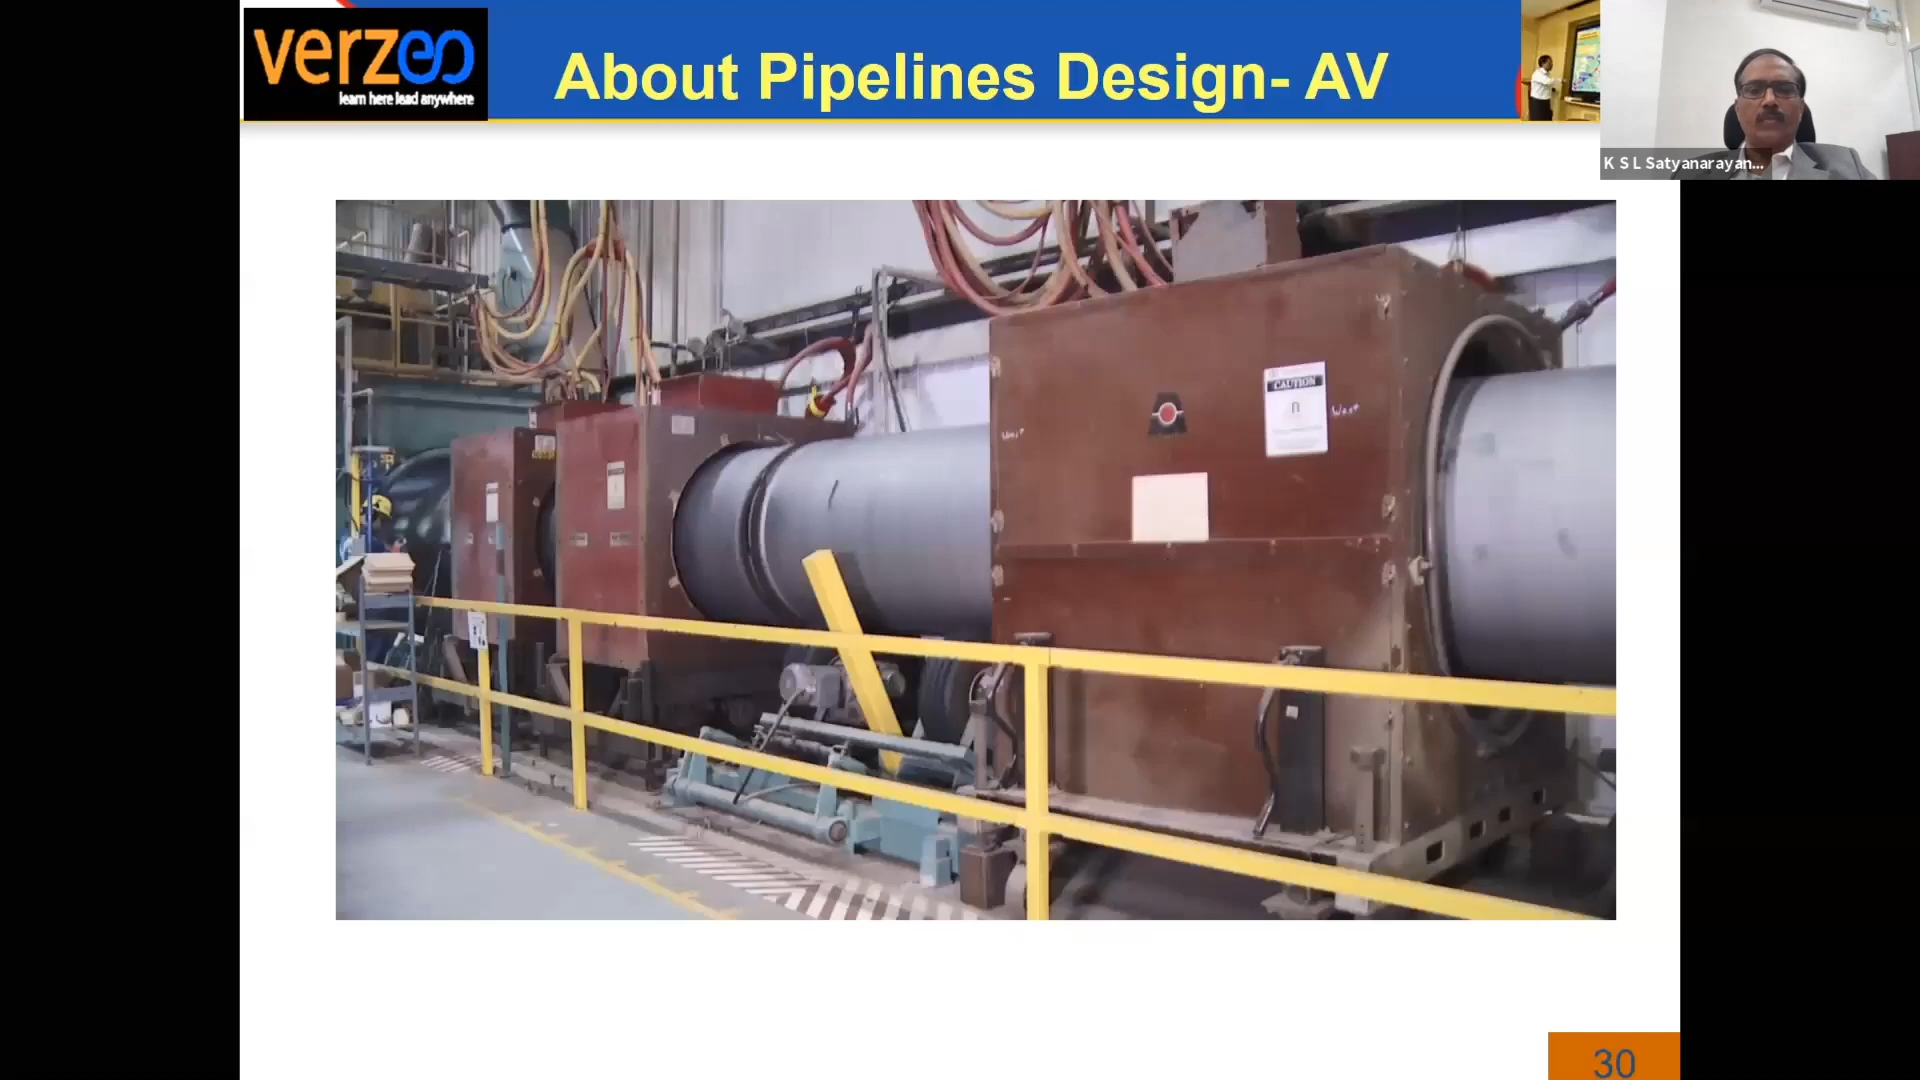 verzeo
learn here lead anywhere
About Pipelines Design- AV
K S L Satyanarayan...
CAUTION
30